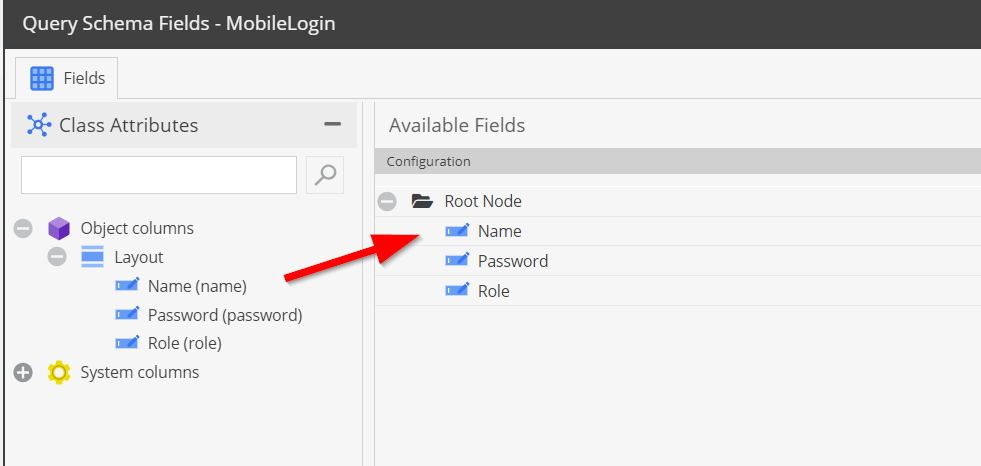 Query Schema Fields - MobileLogin
Fields
Class Attributes
Object columns
Layout
Name (name)
Password (password)
Role (role)
System columns
Available Fields
Configuration
Root Node
Name
Password
Role